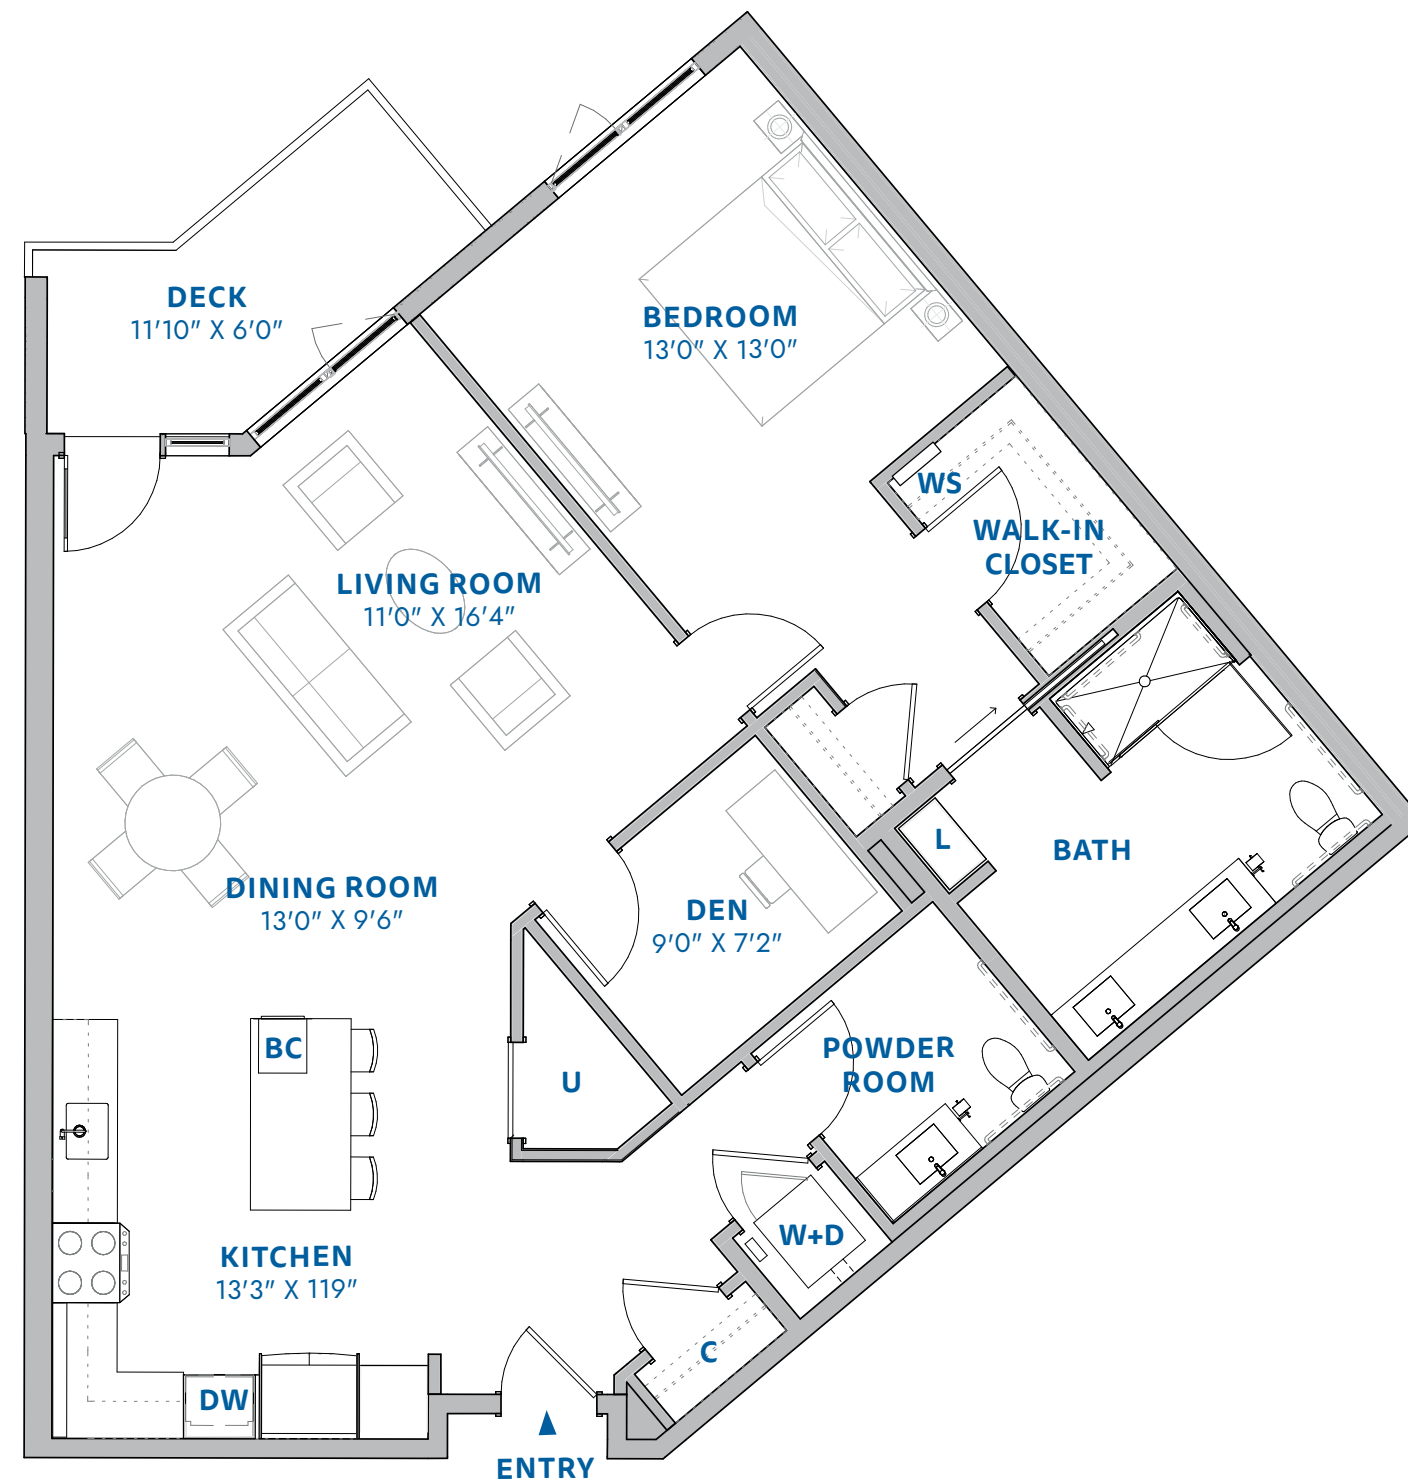 DECK
11'10" X 6'0"
BEDROOM
13'0" X 13'0"
WS
WALK-IN
CLOSET
LIVING ROOM
11'0" X 16'4"
L
BATH
DINING ROOM
13'0" X 9'6"
DEN
9'0" X 7'2"
BC
U
POWDER
ROOM
W+D
KITCHEN
13'3" X 119"
C
DW
ENTRY